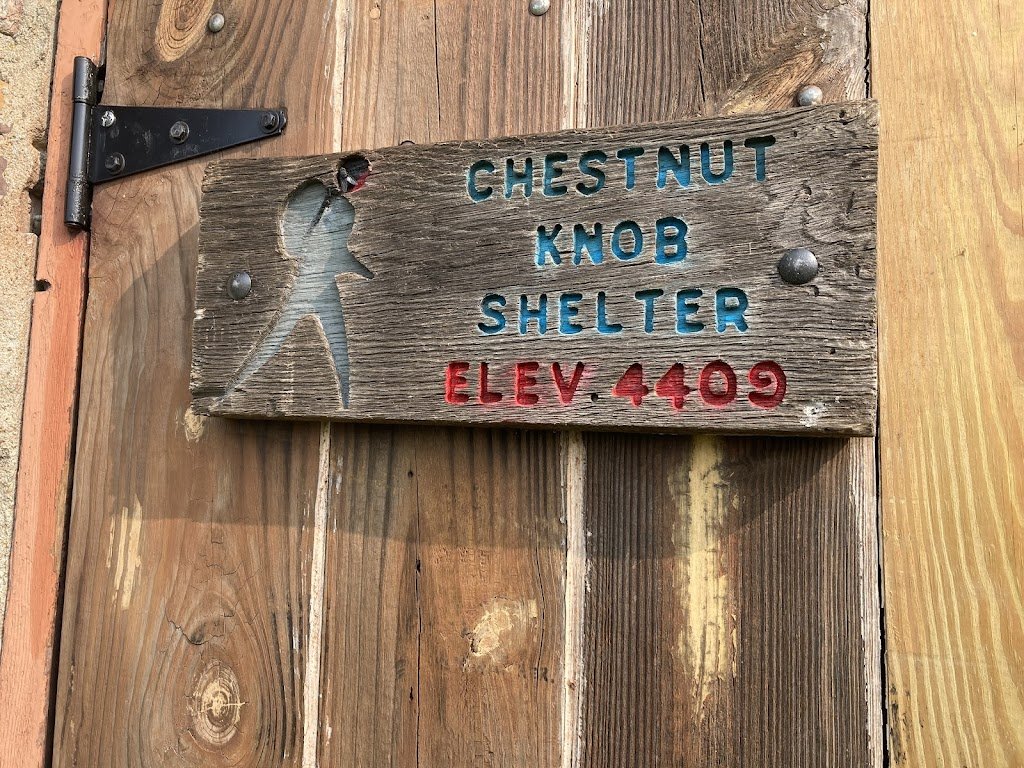 CHESTNUT
KNOB
SHELTER
ELEV. 4409